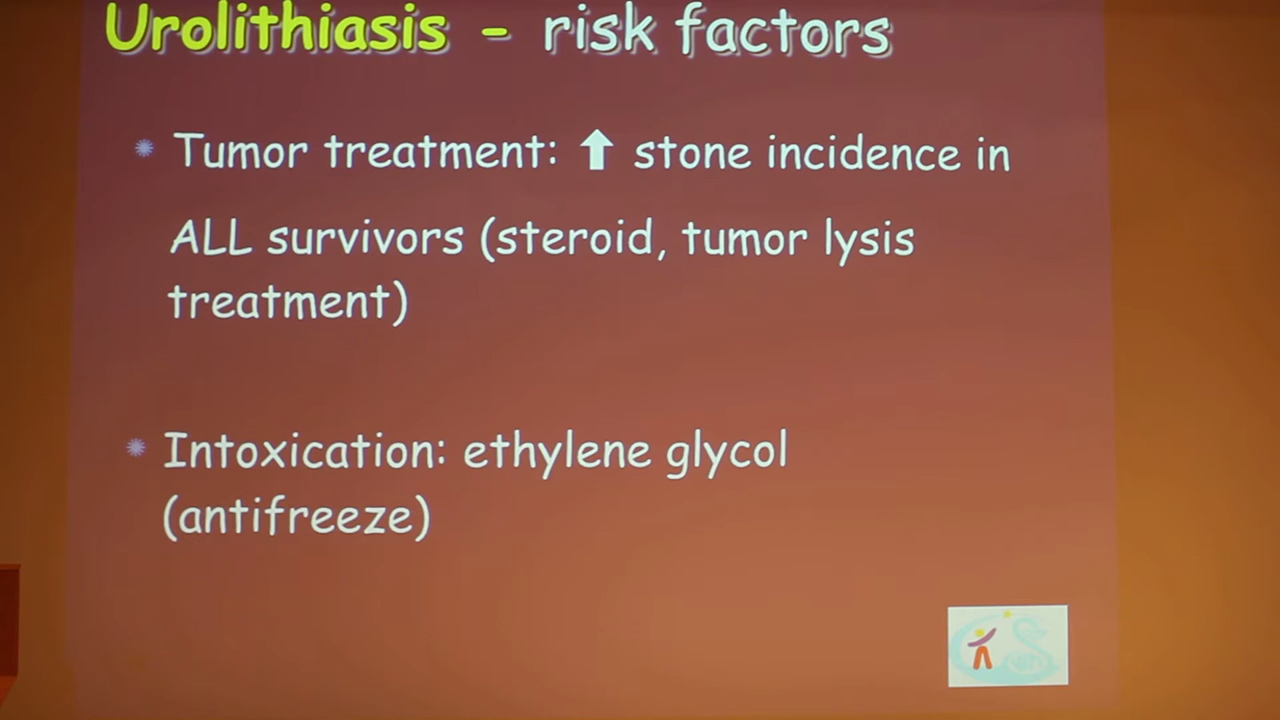 Urolithiasis - risk factors
Tumor treatment: ⬆ stone incidence in
ALL survivors (steroid, tumor lysis
treatment)
Intoxication: ethylene glycol
(antifreeze)